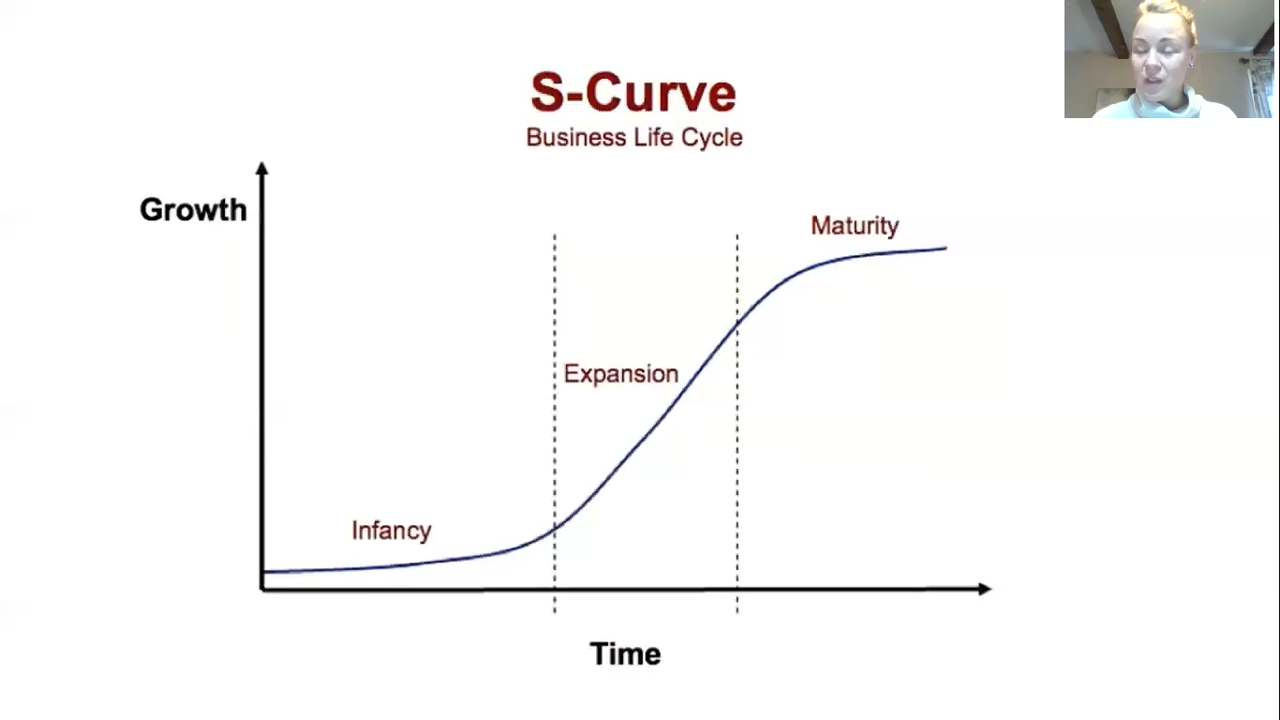 S-Curve
Business Life Cycle
Growth
Maturity
Expansion
Infancy
Time